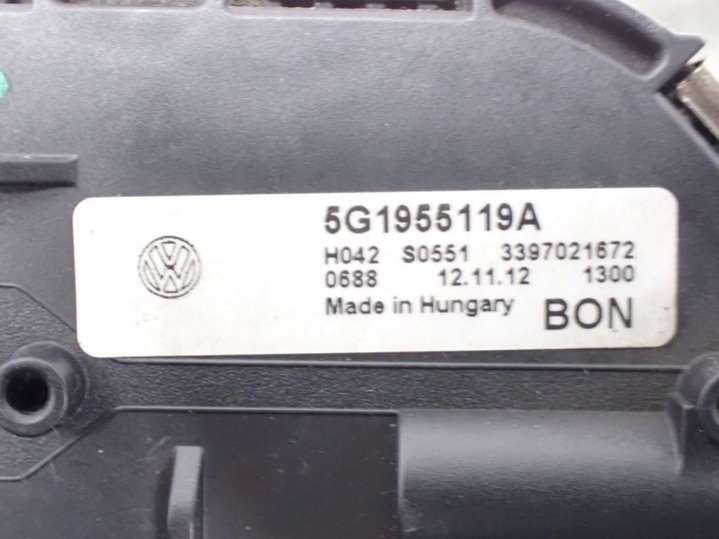 5G1955119A
H042 S0551 3397021672
0688 12.11.12 1300
Made in Hungary BON